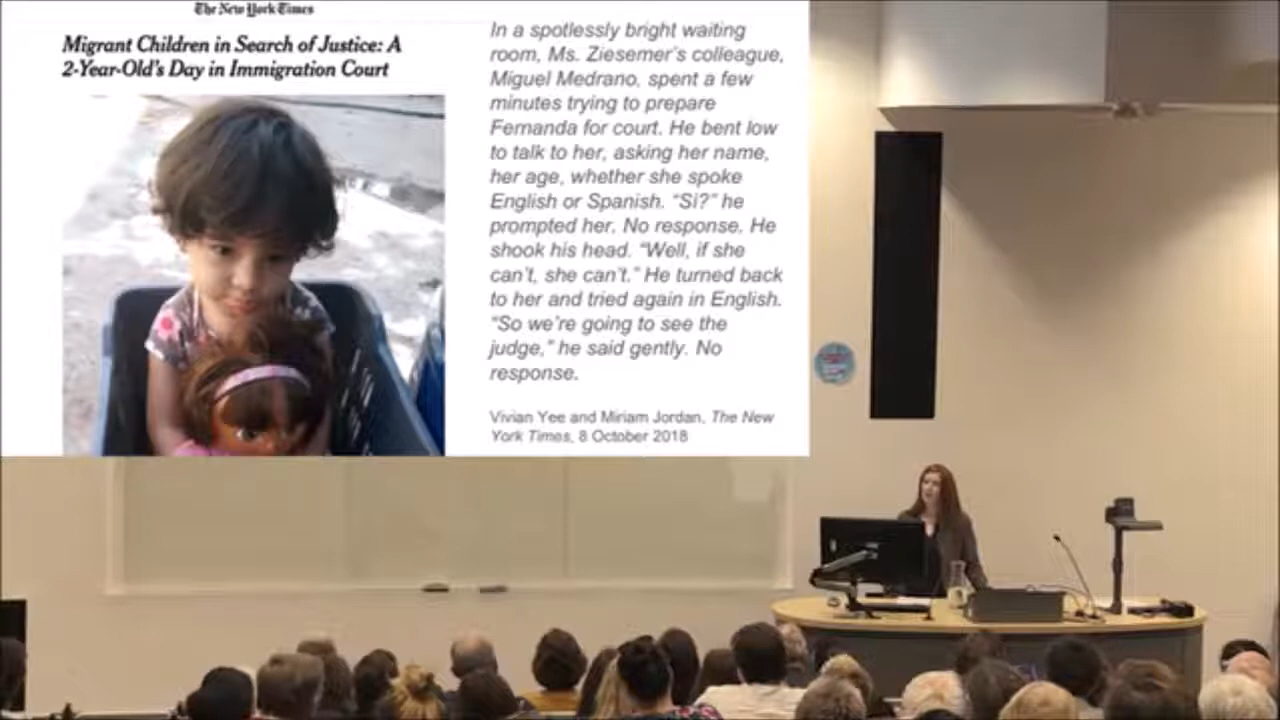 The New York Times
Migrant Children in Search of Justice: A
2-Year-Old's Day in Immigration Court
In a spotlessly bright waiting
room, Ms. Ziesemer's colleague,
Miguel Medrano, spent a few
minutes trying to prepare
Fernanda for court. He bent low
to talk to her, asking her name,
her age, whether she spoke
English or Spanish. "Si?" he
prompted her. No response. He
shook his head. "Well, if she
can't, she can't." He turned back
to her and tried again in English.
"So we're going to see the
judge," he said gently. No
response.
Vivian Yee and Miriam Jordan, The New
York Times, 8 October 2018